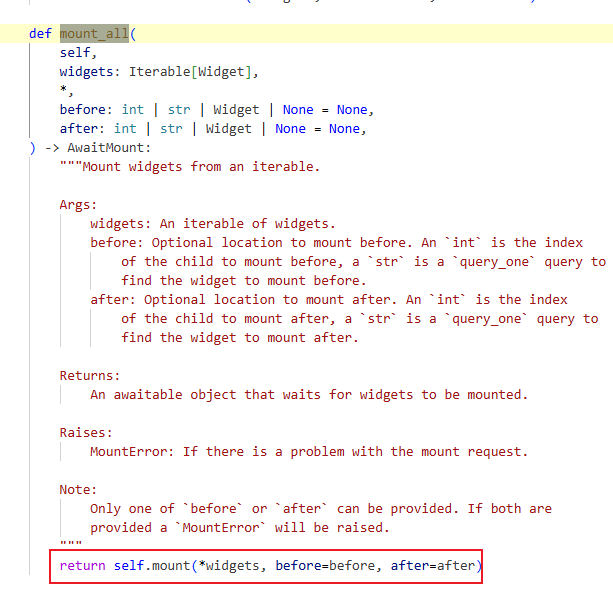 def mount_all(
self,
widgets: Iterable[Widget],
*,
before: int | str | Widget | None = None,
after: int | str | Widget | None = None,
) -> AwaitMount:
"""Mount widgets from an iterable.
Args:
widgets: An iterable of widgets.
before: Optional location to mount before. An `int` is the index
of the child to mount before, a `str` is a `query_one` query to
find the widget to mount before.
after: Optional location to mount after. An `int` is the index
of the child to mount after, a `str` is a `query_one` query to
find the widget to mount after.
Returns:
An awaitable object that waits for widgets to be mounted.
Raises:
MountError: If there is a problem with the mount request.
Note:
Only one of `before` or `after` can be provided. If both are
provided a `MountError` will be raised.
"""
return self.mount(*widgets, before=before, after=after)